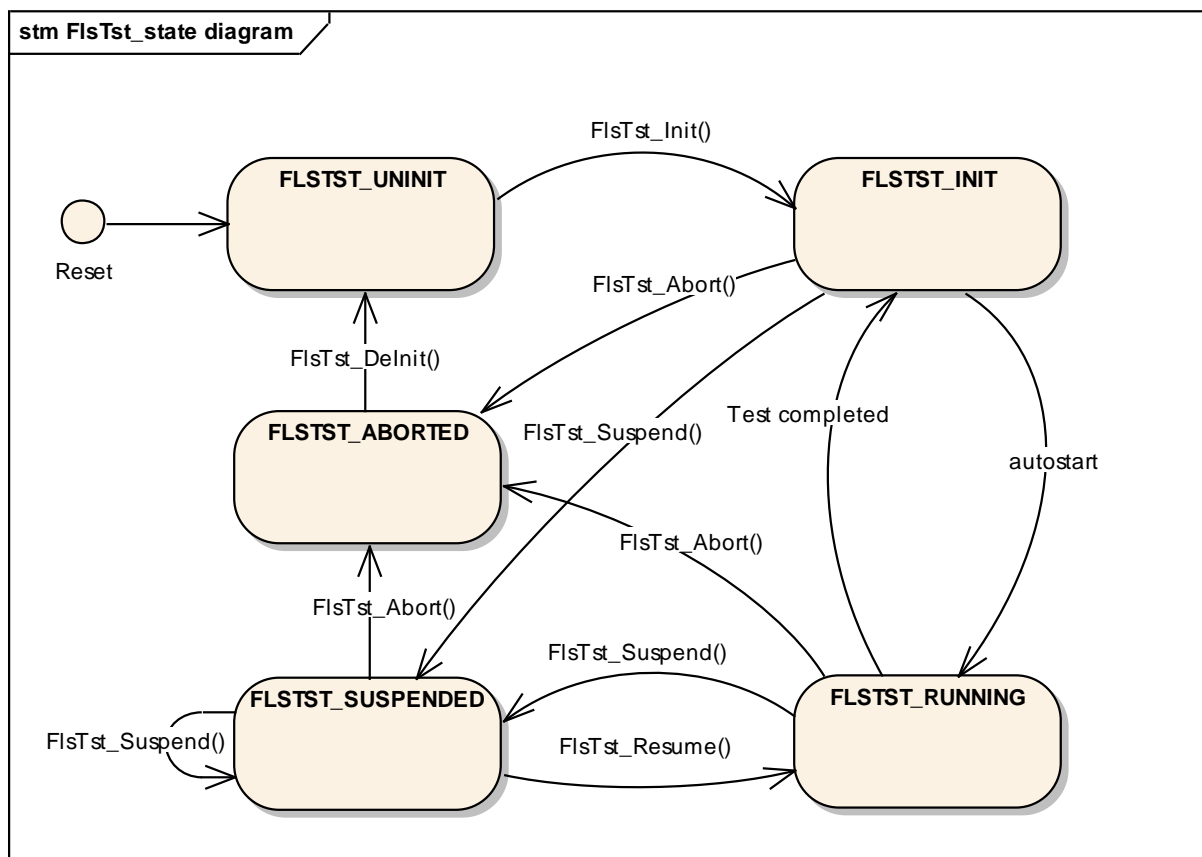 stm FlsTst_state diagram
FlsTst_Init()
FLSTST_UNINIT
FLSTST_INIT
Reset
FlsTst_Abort()
FlsTst_DeInit()
FLSTST_ABORTED
FlsTst_Suspend()
Test completed
autostart
FlsTst_Abort()
FlsTst_Abort()
FlsTst_Suspend()
FLSTST_SUSPENDED
FLSTST_RUNNING
FlsTst_Suspend()
FlsTst_Resume()